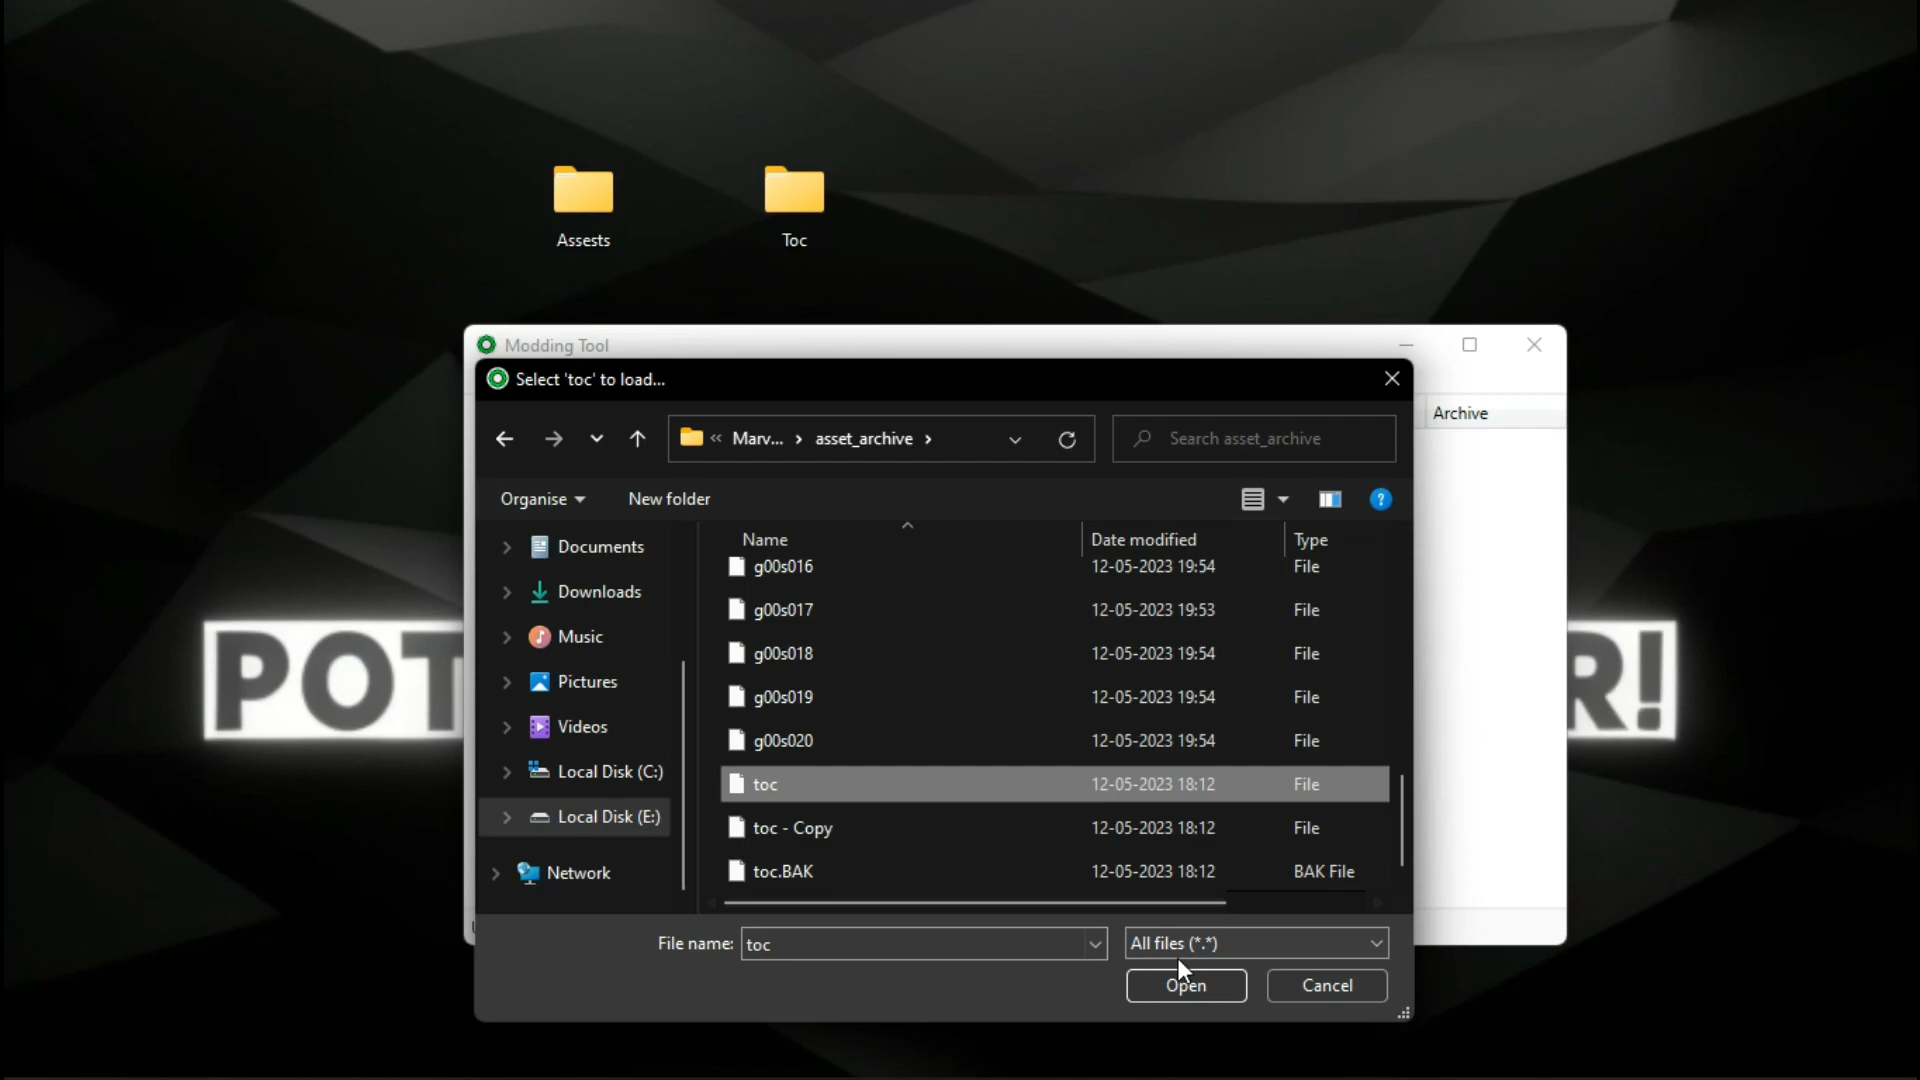 Assests
Toc
Modding Tool
Select 'toc' to load...
Archive
« Marv... › asset_archive ›
Search asset_archive
Organise
New folder
?
Name
Date modified
Type
Documents
Downloads
Music
Pictures
Videos
Local Disk (C:)
Local Disk (E:)
Network
g00s016 12-05-2023 19:54 File
g00s017 12-05-2023 19:53 File
g00s018 12-05-2023 19:54 File
g00s019 12-05-2023 19:54 File
g00s020 12-05-2023 19:54 File
toc 12-05-2023 18:12 File
toc - Copy 12-05-2023 18:12 File
toc.BAK 12-05-2023 18:12 BAK File
POT
R!
File name: toc
All files (*.*)
Open
Cancel